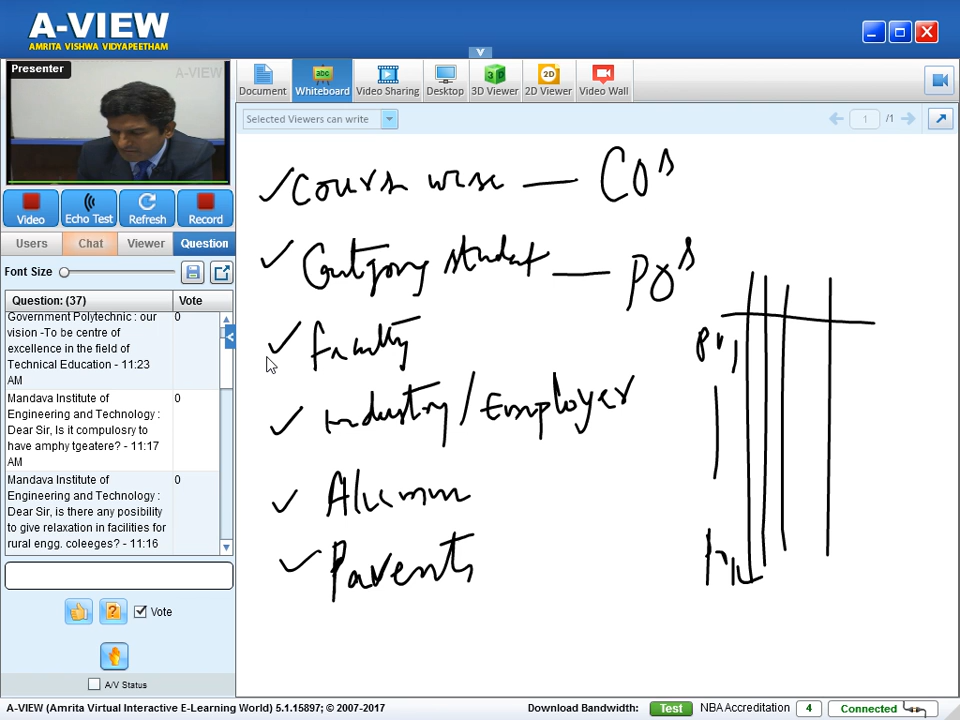 A-VIEW
AMRITA VISHWA VIDYAPEETHAM
Presenter
A-VIEW
Document
Whiteboard
Video Sharing
Desktop
3D Viewer
2D Viewer
Video Wall
Selected Viewers can write
1 /1
Video
Echo Test
Refresh
Record
Users
Chat
Viewer
Question
Font Size
Question: (37) Vote
Government Polytechnic : our 0
vision -To be centre of
excellence in the field of
Technical Education - 11:23
AM
Mandava Institute of 0
Engineering and Technology :
Dear Sir, Is it compulosry to
have amphy tgeatere? - 11:17
AM
Mandava Institute of 0
Engineering and Technology :
Dear Sir, is there any posibility
to give relaxation in facilities for
rural engg. coleeges? - 11:16
Vote
A/V Status
Course wise — COs
Outgoing student — POs
Faculty
Industry / Employer
Alumni
Parents
A-VIEW (Amrita Virtual Interactive E-Learning World) 5.1.15897; © 2007-2017
Download Bandwidth: Test NBA Accreditation 4 Connected